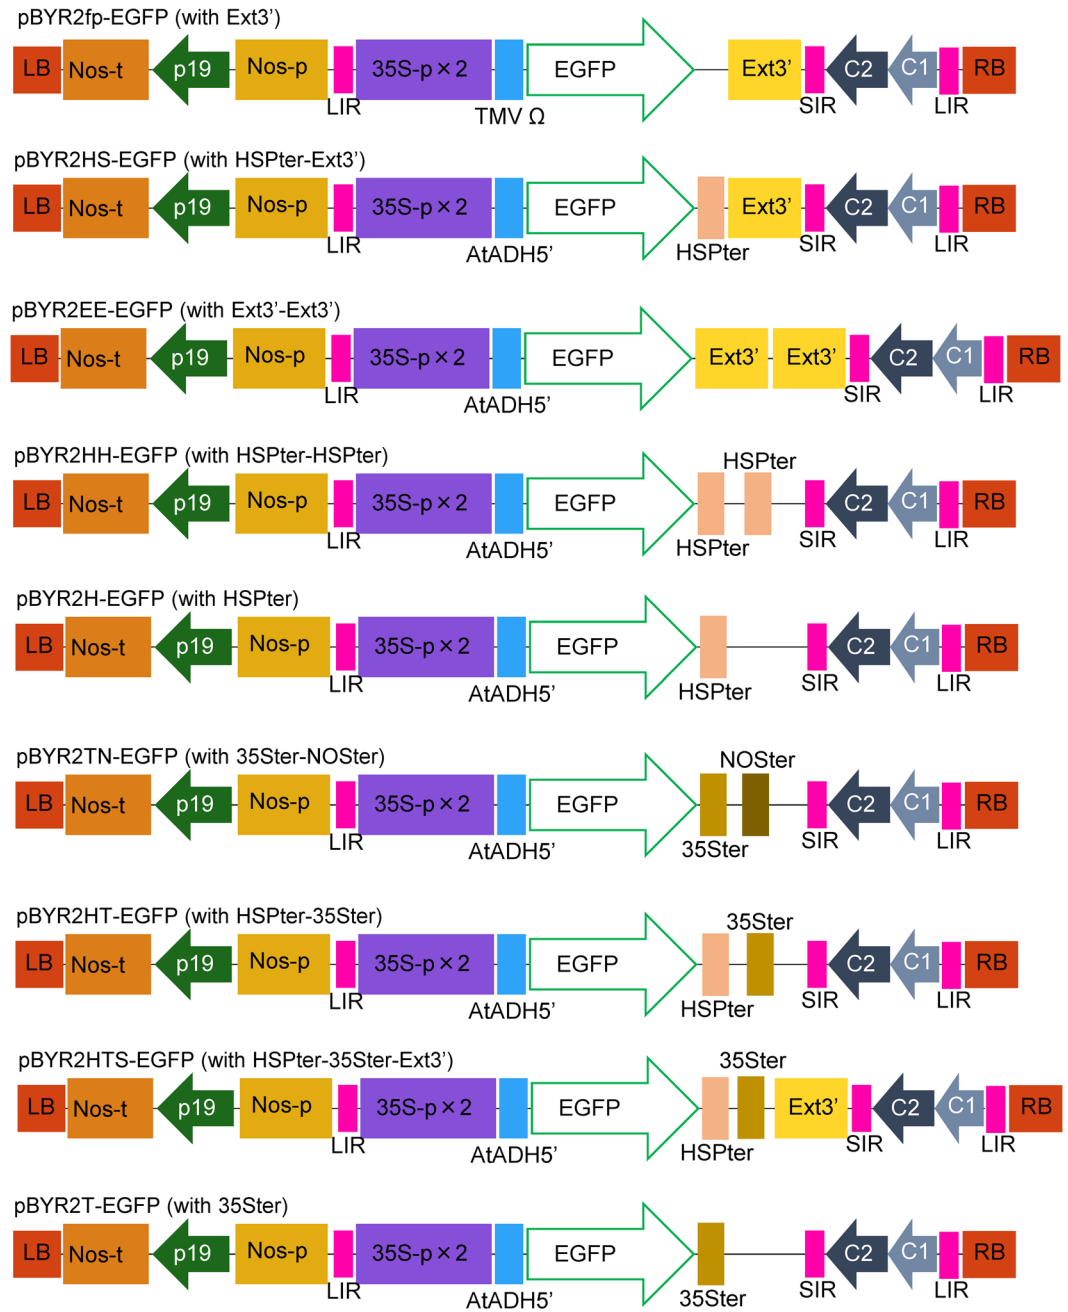 pBYR2fp-EGFP (with Ext3’)
LB Nos-t p19 Nos-p LIR 35S-p×2 TMV Ω EGFP Ext3’ SIR C2 C1 LIR RB
pBYR2HS-EGFP (with HSPter-Ext3’)
LB Nos-t p19 Nos-p LIR 35S-p×2 AtADH5’ EGFP HSPter Ext3’ SIR C2 C1 LIR RB
pBYR2EE-EGFP (with Ext3’-Ext3’)
LB Nos-t p19 Nos-p LIR 35S-p×2 AtADH5’ EGFP Ext3’ Ext3’ SIR C2 C1 LIR RB
pBYR2HH-EGFP (with HSPter-HSPter)
LB Nos-t p19 Nos-p LIR 35S-p×2 AtADH5’ EGFP HSPter HSPter SIR C2 C1 LIR RB
pBYR2H-EGFP (with HSPter)
LB Nos-t p19 Nos-p LIR 35S-p×2 AtADH5’ EGFP HSPter SIR C2 C1 LIR RB
pBYR2TN-EGFP (with 35Ster-NOSter)
LB Nos-t p19 Nos-p LIR 35S-p×2 AtADH5’ EGFP 35Ster NOSter SIR C2 C1 LIR RB
pBYR2HT-EGFP (with HSPter-35Ster)
LB Nos-t p19 Nos-p LIR 35S-p×2 AtADH5’ EGFP HSPter 35Ster SIR C2 C1 LIR RB
pBYR2HTS-EGFP (with HSPter-35Ster-Ext3’)
LB Nos-t p19 Nos-p LIR 35S-p×2 AtADH5’ EGFP HSPter 35Ster Ext3’ SIR C2 C1 LIR RB
pBYR2T-EGFP (with 35Ster)
LB Nos-t p19 Nos-p LIR 35S-p×2 AtADH5’ EGFP 35Ster SIR C2 C1 LIR RB